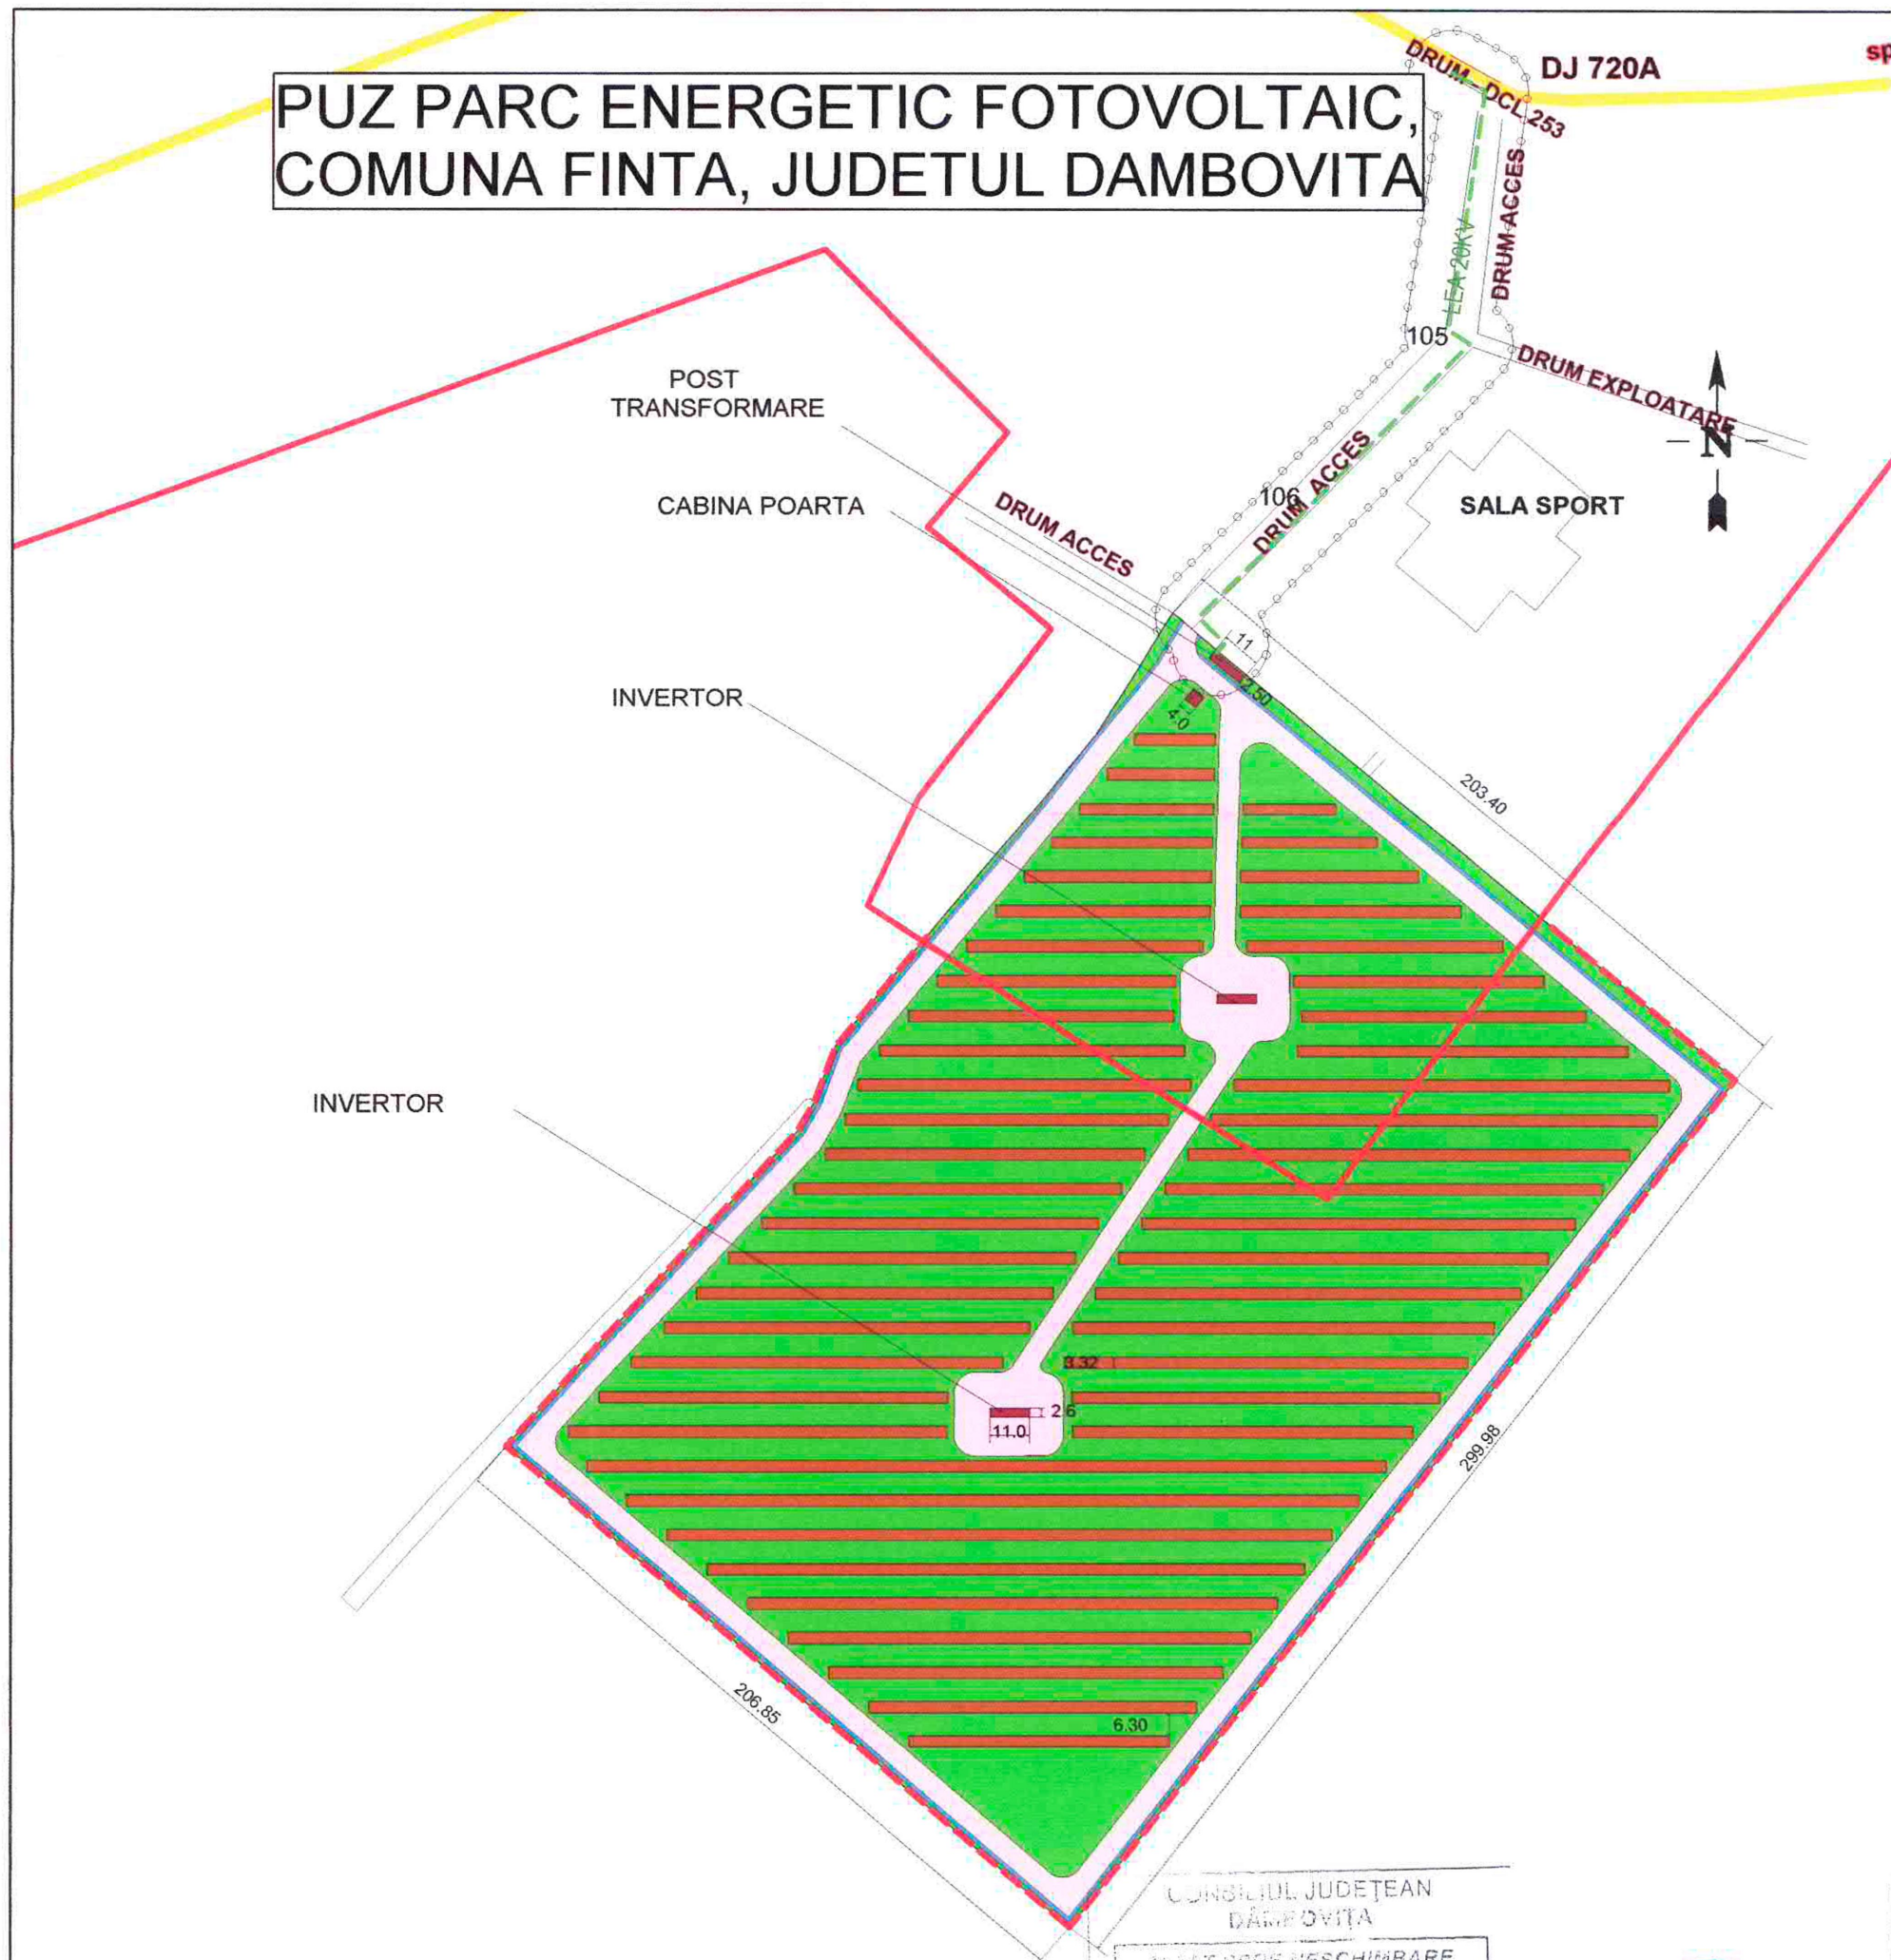 DJ 720A
DRUM DCL 253
PUZ PARC ENERGETIC FOTOVOLTAIC,
COMUNA FINTA, JUDETUL DAMBOVITA
DRUM ACCES
LEA 20KV
105
DRUM EXPLOATARE
N
POST
TRANSFORMARE
DRUM ACCES
106
SALA SPORT
CABINA POARTA
DRUM ACCES
11
2.50
INVERTOR
4.0
203.40
INVERTOR
3.32
2.6
11.0
299.98
206.85
6.30
CONSILIUL JUDEȚEAN
DÂMBOVIȚA
NESCHIMBARE